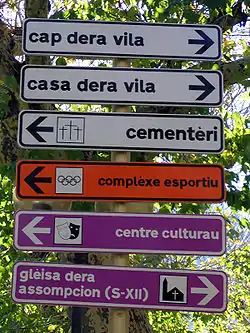 cap dera vila
casa dera vila
cementèri
complèxe esportiu
centre culturau
glèisa dera
assompcion (S-XII)